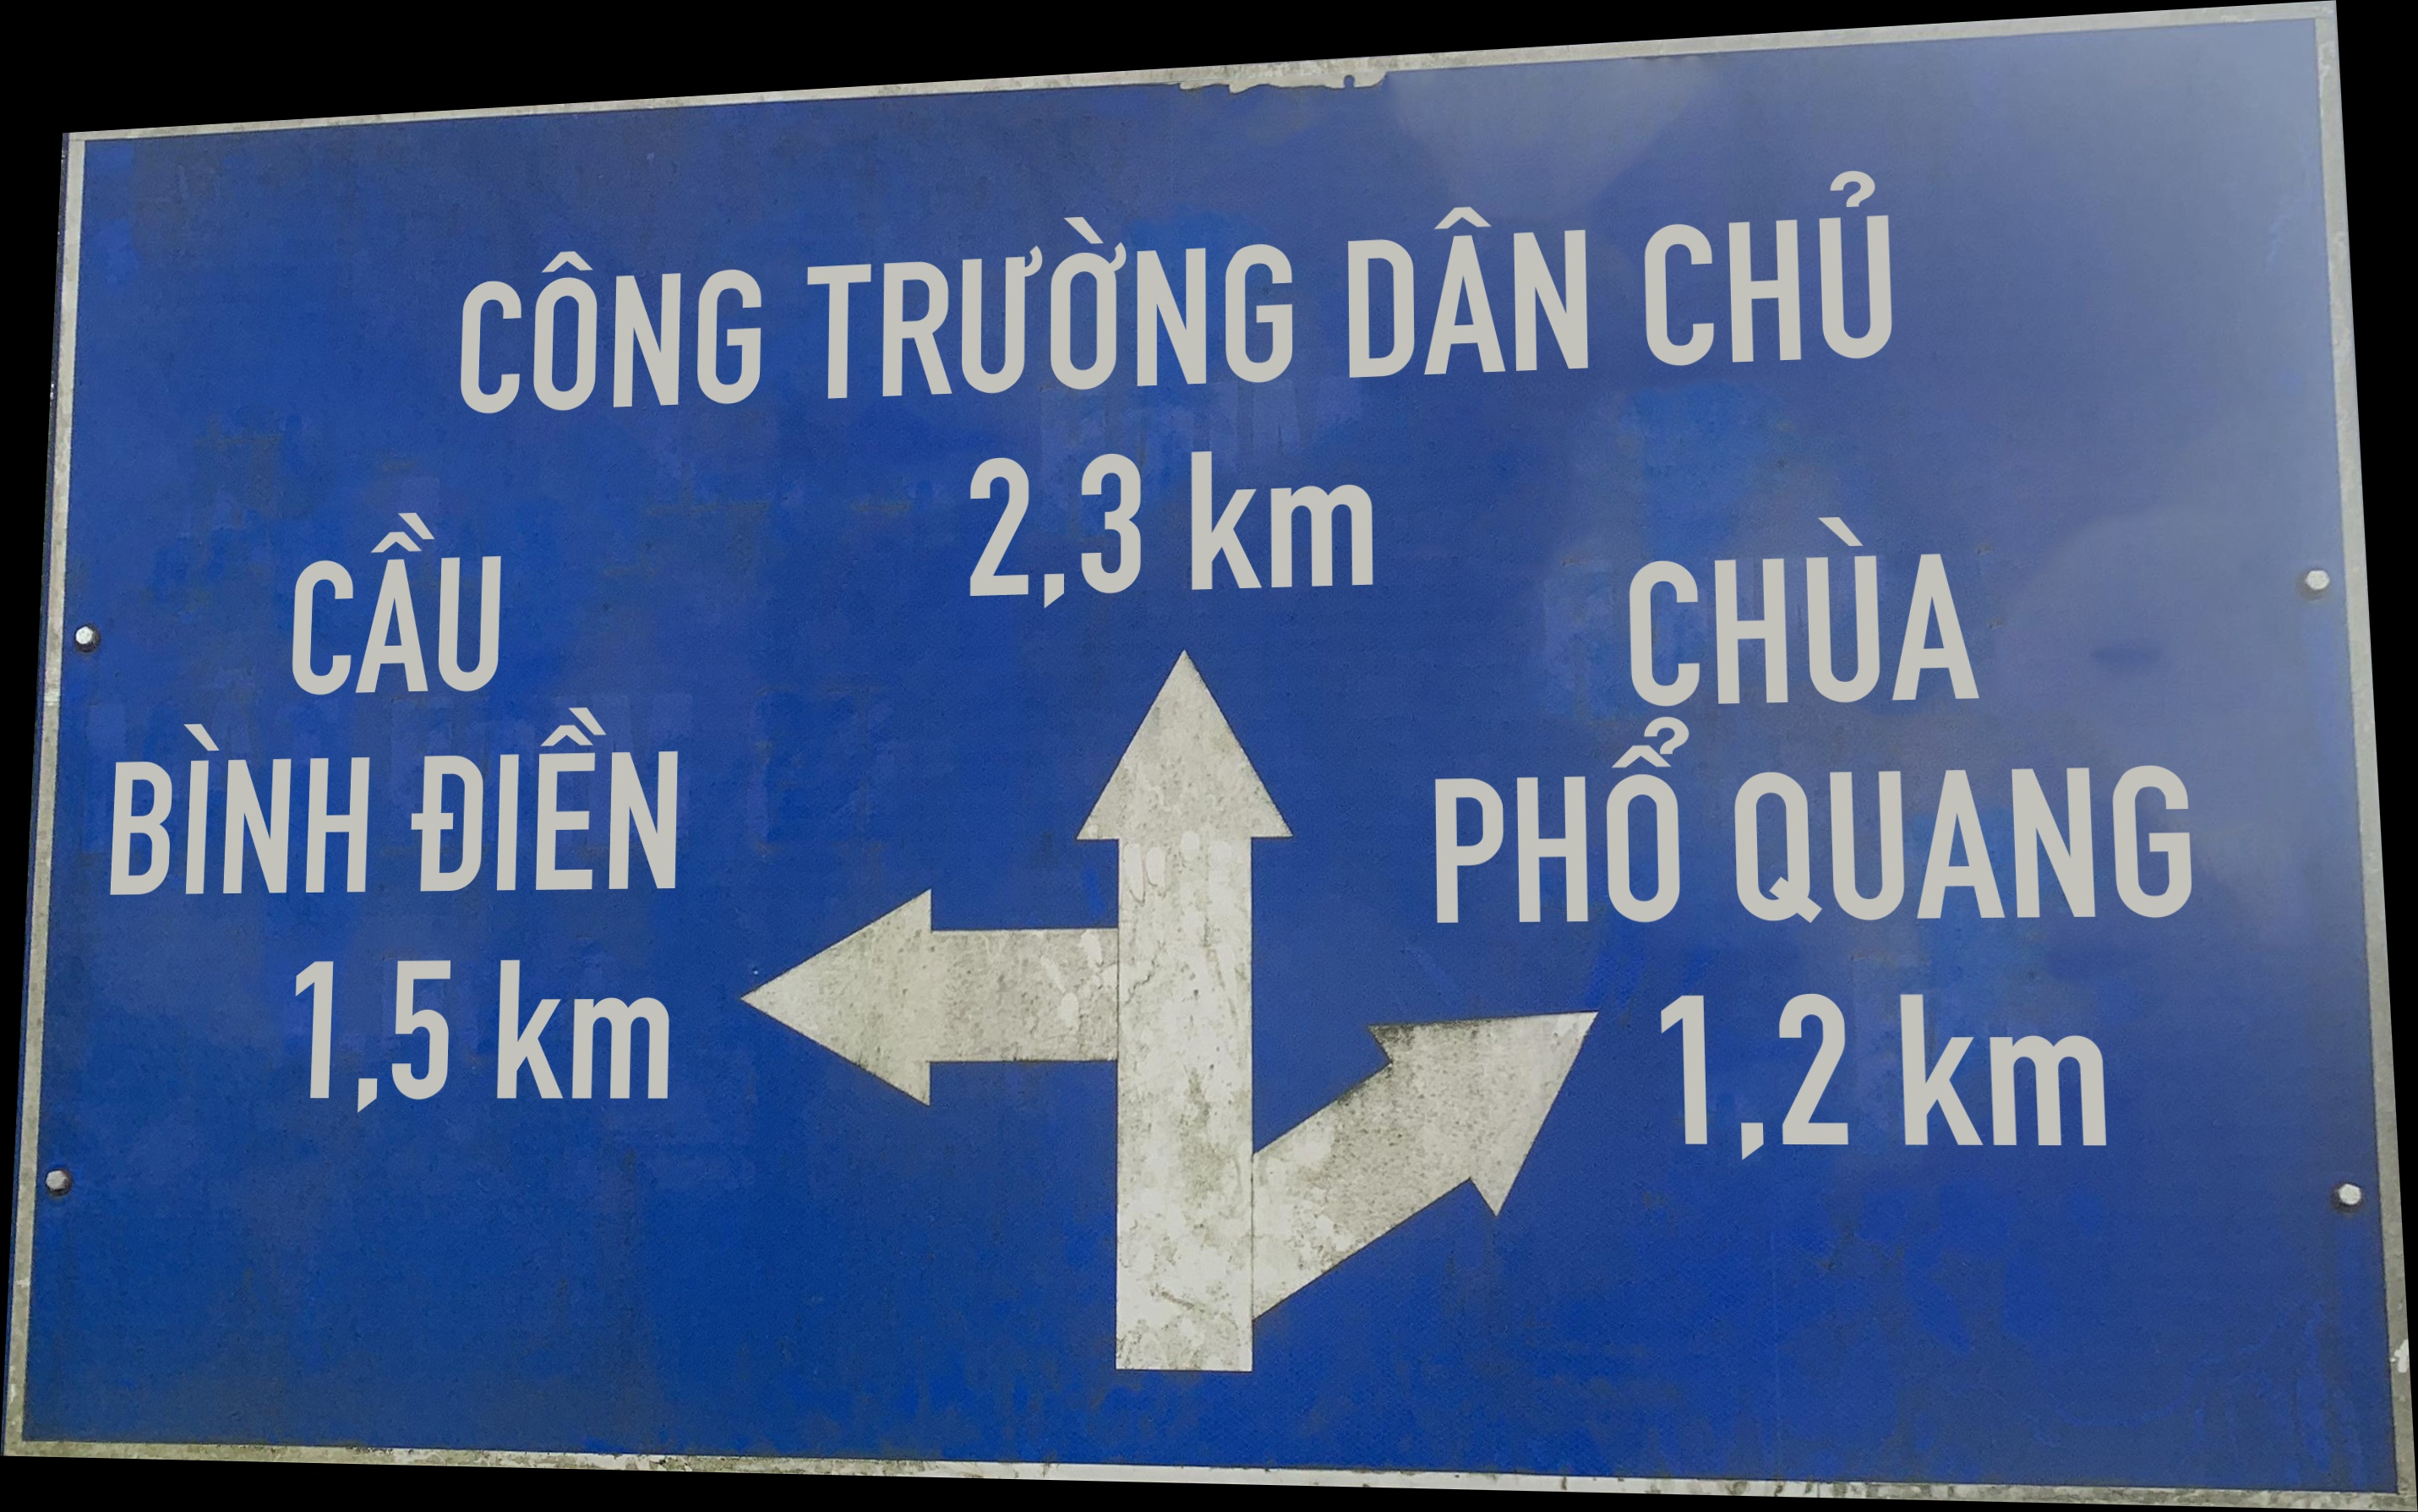 CÔNG TRƯỜNG DÂN CHỦ
2,3 km
CẦU
BÌNH ĐIỀN
1,5 km
CHÙA
PHỔ QUANG
1,2 km